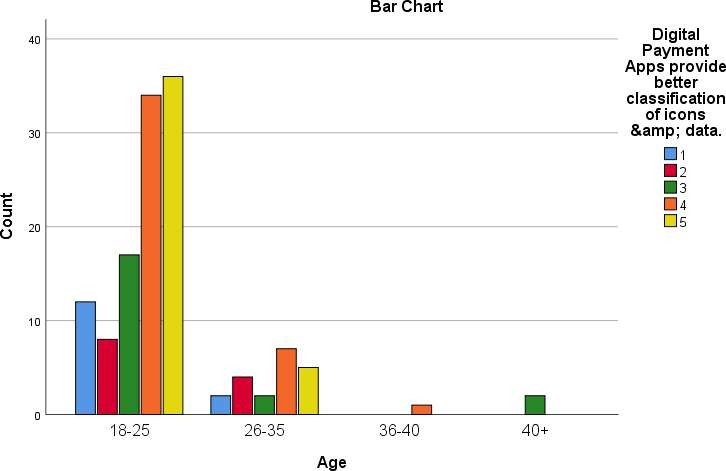 Bar Chart
40
30
20
10
0
Count
18-25
26-35
36-40
40+
Age
Digital
Payment
Apps provide
better
classification
of icons
&amp; data.
1
2
3
4
5